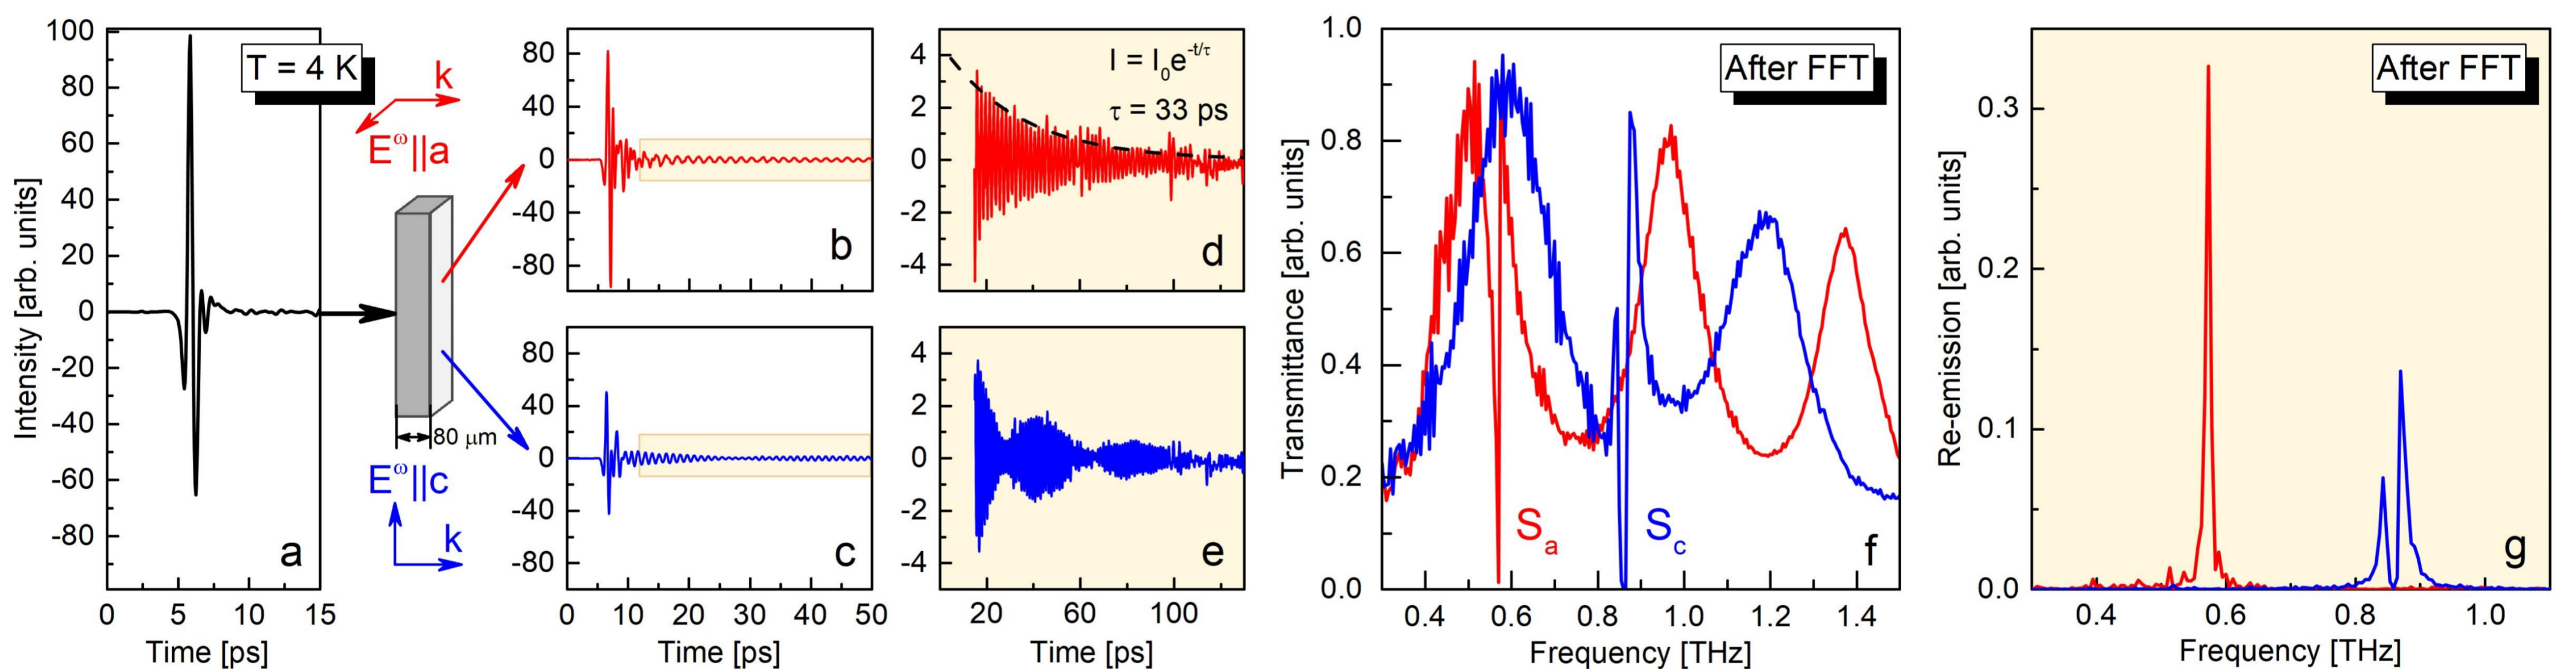 100
80
60
40
20
0
-20
-40
-60
-80
Intensity [arb. units]
T = 4 K
a
0 5 10 15
Time [ps]
k
Eω||a
80 μm
Eω||c
k
80
40
0
-40
-80
b
80
40
0
-40
-80
c
0 10 20 30 40 50
Time [ps]
4
2
0
-2
-4
I = I0e-t/τ
τ = 33 ps
d
4
2
0
-2
-4
e
20 60 100
Time [ps]
1.0
0.8
0.6
0.4
0.2
0.0
Transmittance [arb. units]
After FFT
Sa
Sc
f
0.4 0.6 0.8 1.0 1.2 1.4
Frequency [THz]
0.3
0.2
0.1
0.0
Re-emission [arb. units]
After FFT
g
0.4 0.6 0.8 1.0
Frequency [THz]